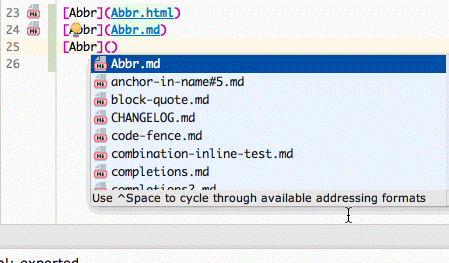 23 [Abbr](Abbr.html)
24 [Abbr](Abbr.md)
25 [Abbr]()
26
Abbr.md
anchor-in-name#5.md
block-quote.md
CHANGELOG.md
code-fence.md
combination-inline-test.md
completions.md
completions2.md
Use ^Space to cycle through available addressing formats
exported